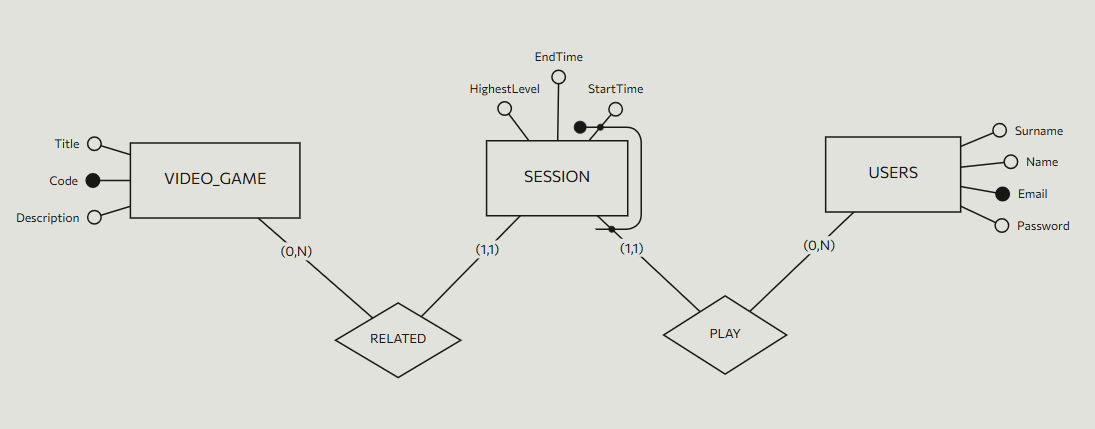 EndTime
HighestLevel
StartTime
Title
Code
Description
VIDEO_GAME
SESSION
USERS
Surname
Name
Email
Password
(0,N)
(1,1)
(1,1)
(0,N)
RELATED
PLAY